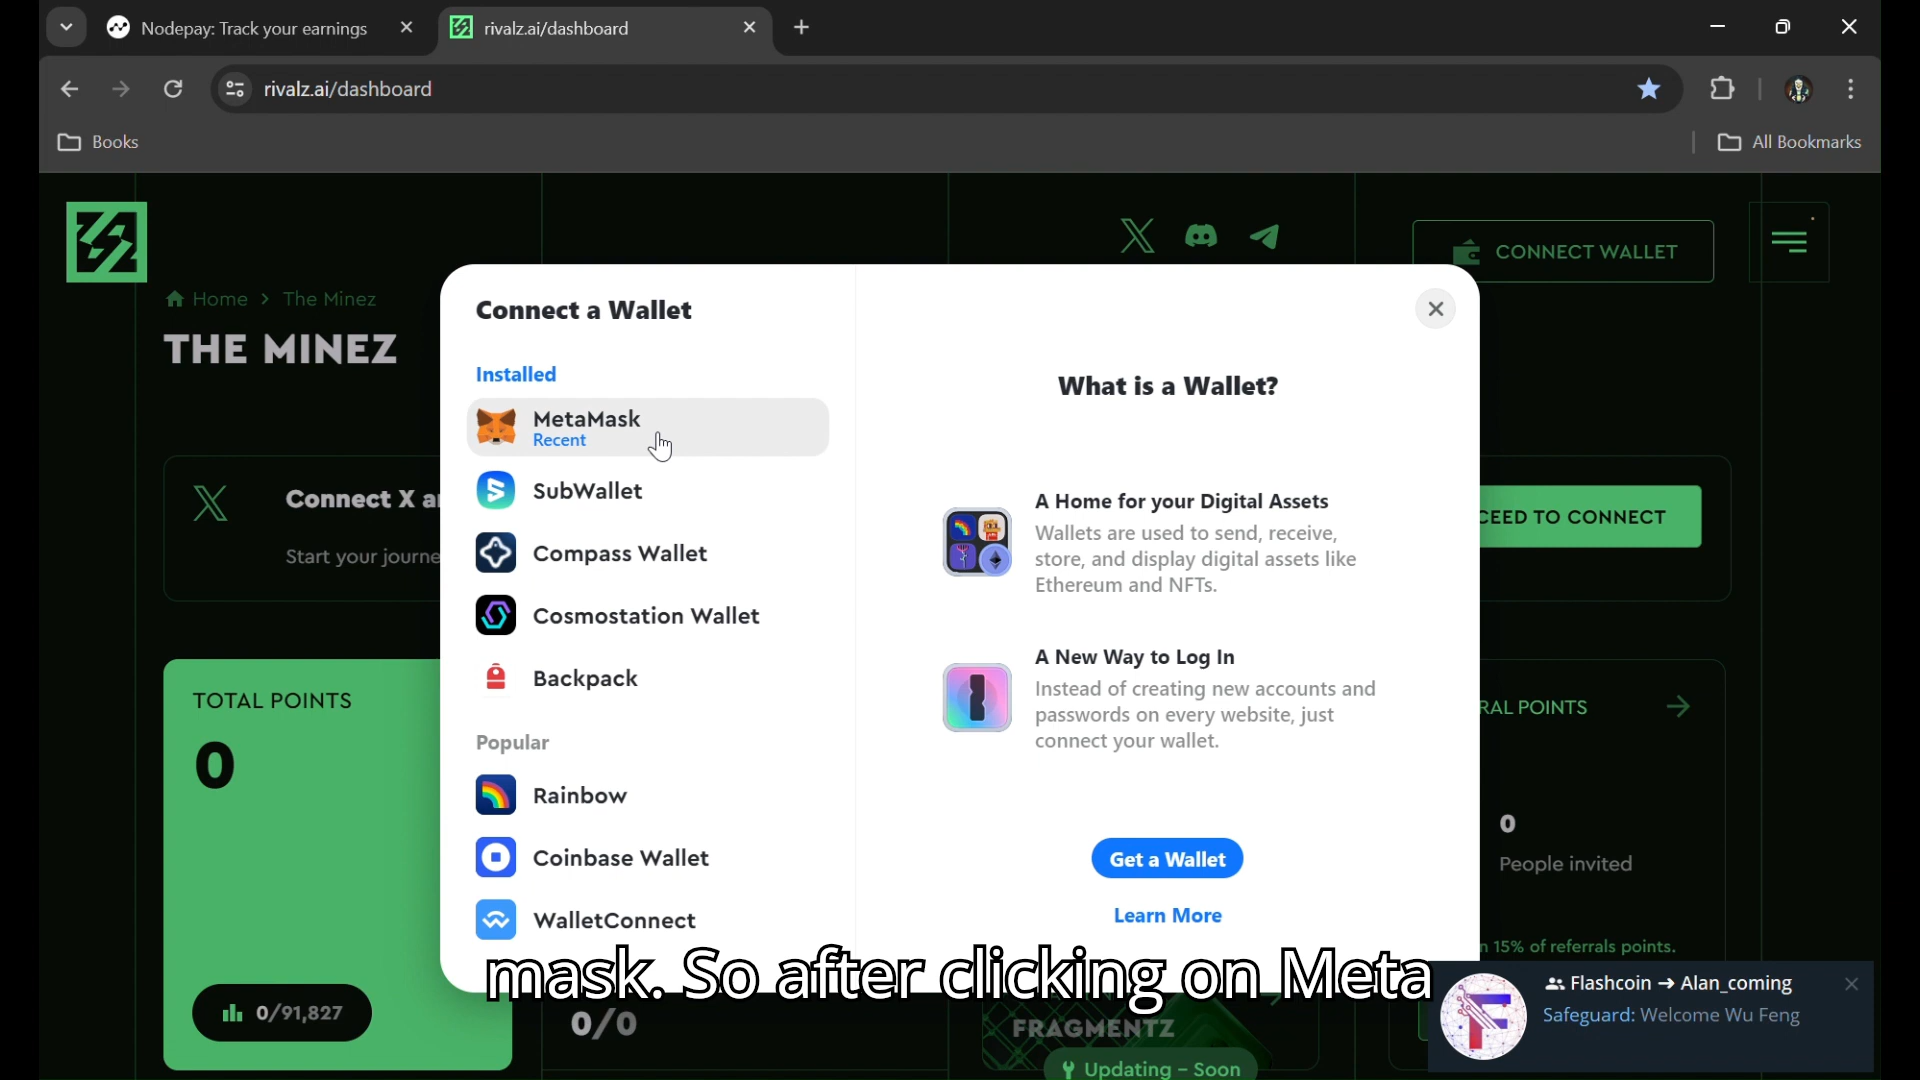 Nodepay: Track your earnings
rivalz.ai/dashboard
rivalz.ai/dashboard
Books
All Bookmarks
CONNECT WALLET
Home > The Minez
THE MINEZ
Connect a Wallet
What is a Wallet?
Installed
MetaMask
Recent
SubWallet
Compass Wallet
Cosmostation Wallet
Backpack
Popular
Rainbow
Coinbase Wallet
WalletConnect
A Home for your Digital Assets
Wallets are used to send, receive,
store, and display digital assets like
Ethereum and NFTs.
A New Way to Log In
Instead of creating new accounts and
passwords on every website, just
connect your wallet.
Get a Wallet
Learn More
Connect X
Start your
CEED TO CONNECT
TOTAL POINTS
0
0/91,827
RAL POINTS
0
People invited
15% of referrals points.
mask. So after clicking on Meta
0/0
FRAGMENTZ
Updating – Soon
Flashcoin → Alan_coming
Safeguard: Welcome Wu Feng